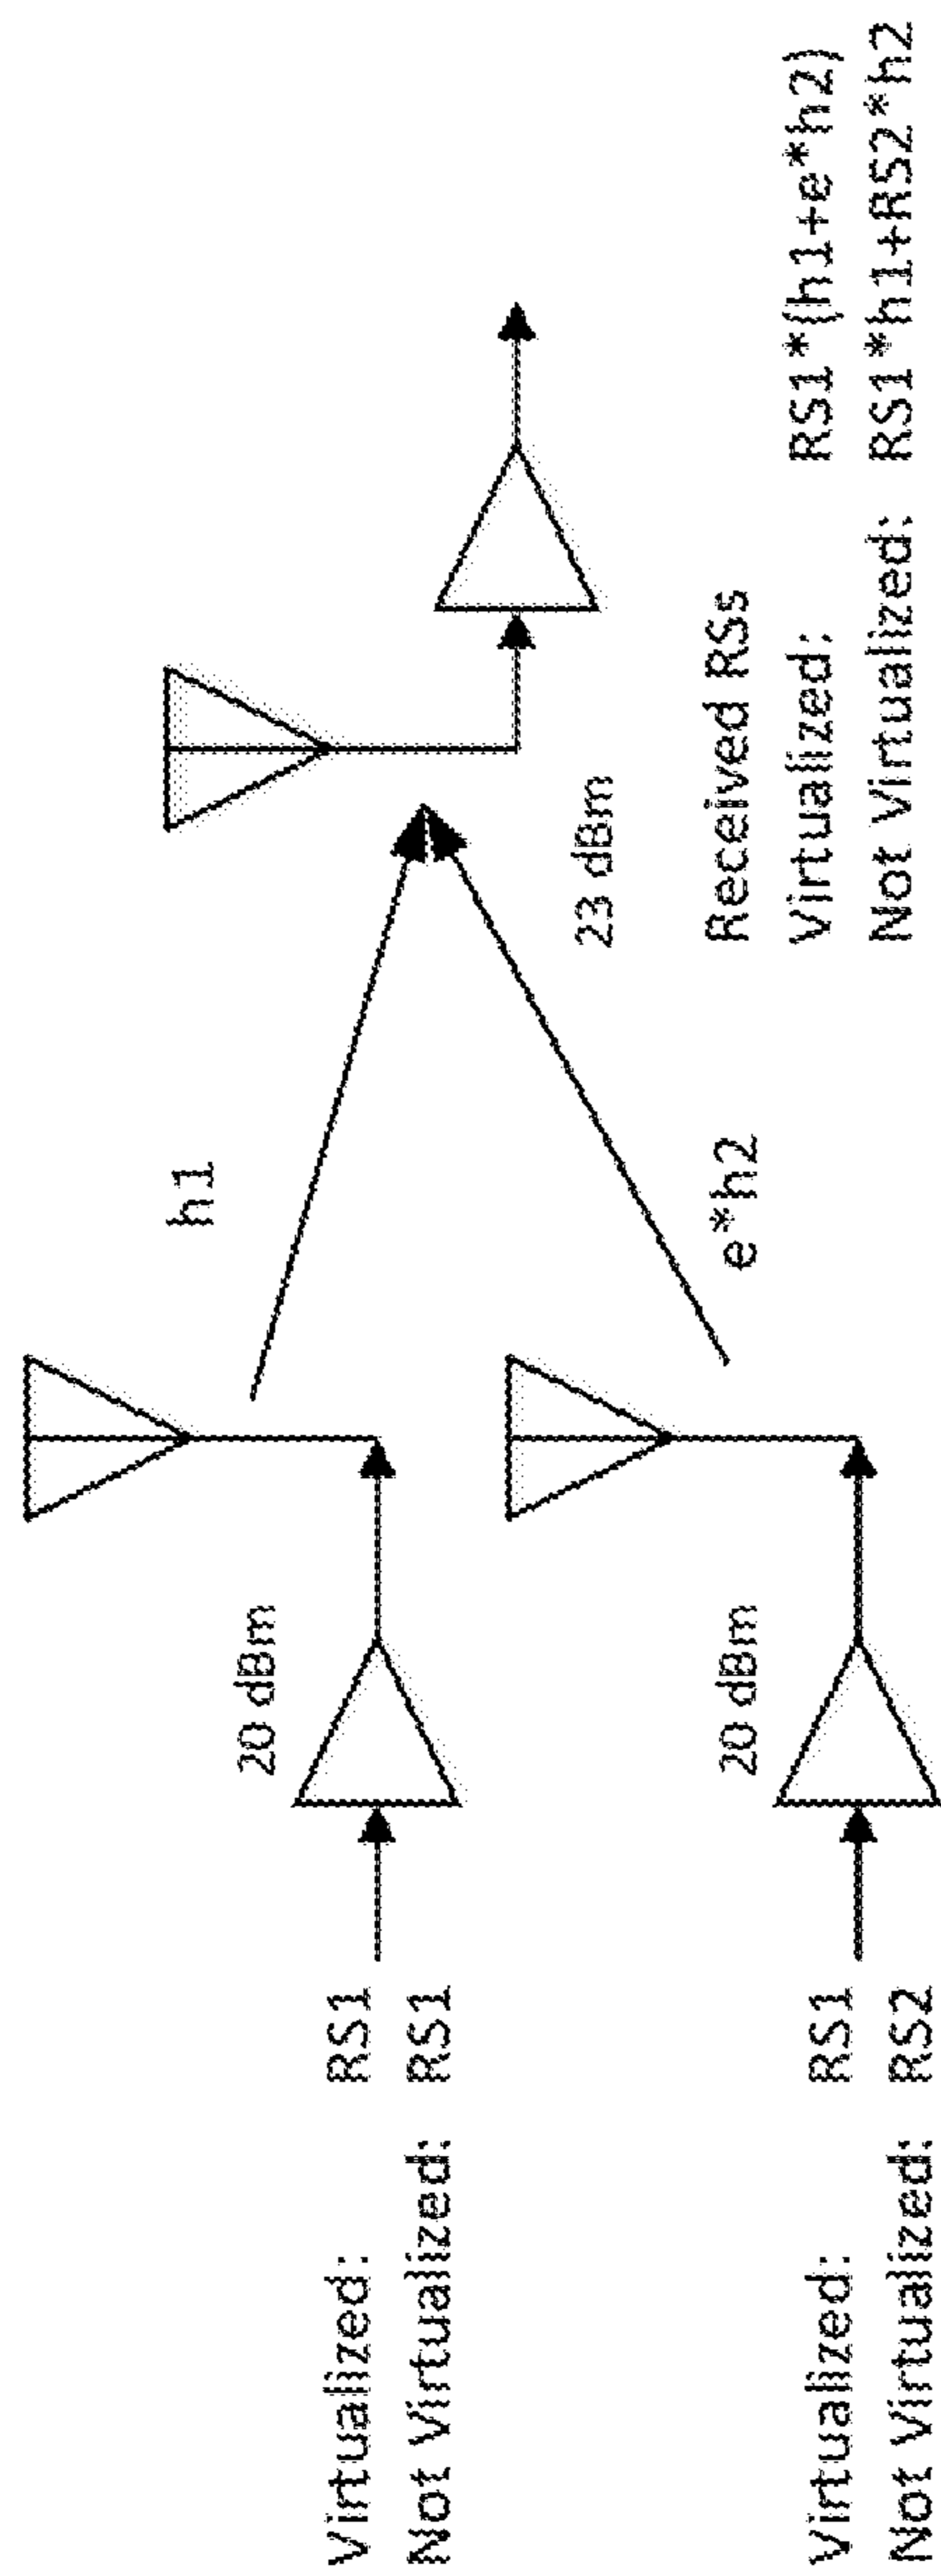 Virtualized: RS1
Not Virtualized: RS1
20 dBm
h1
Virtualized: RS1
Not Virtualized: RS2
20 dBm
e*h2
23 dBm
Received RSs
Virtualized: RS1*(h1+e*h2)
Not Virtualized: RS1*h1+RS2*h2